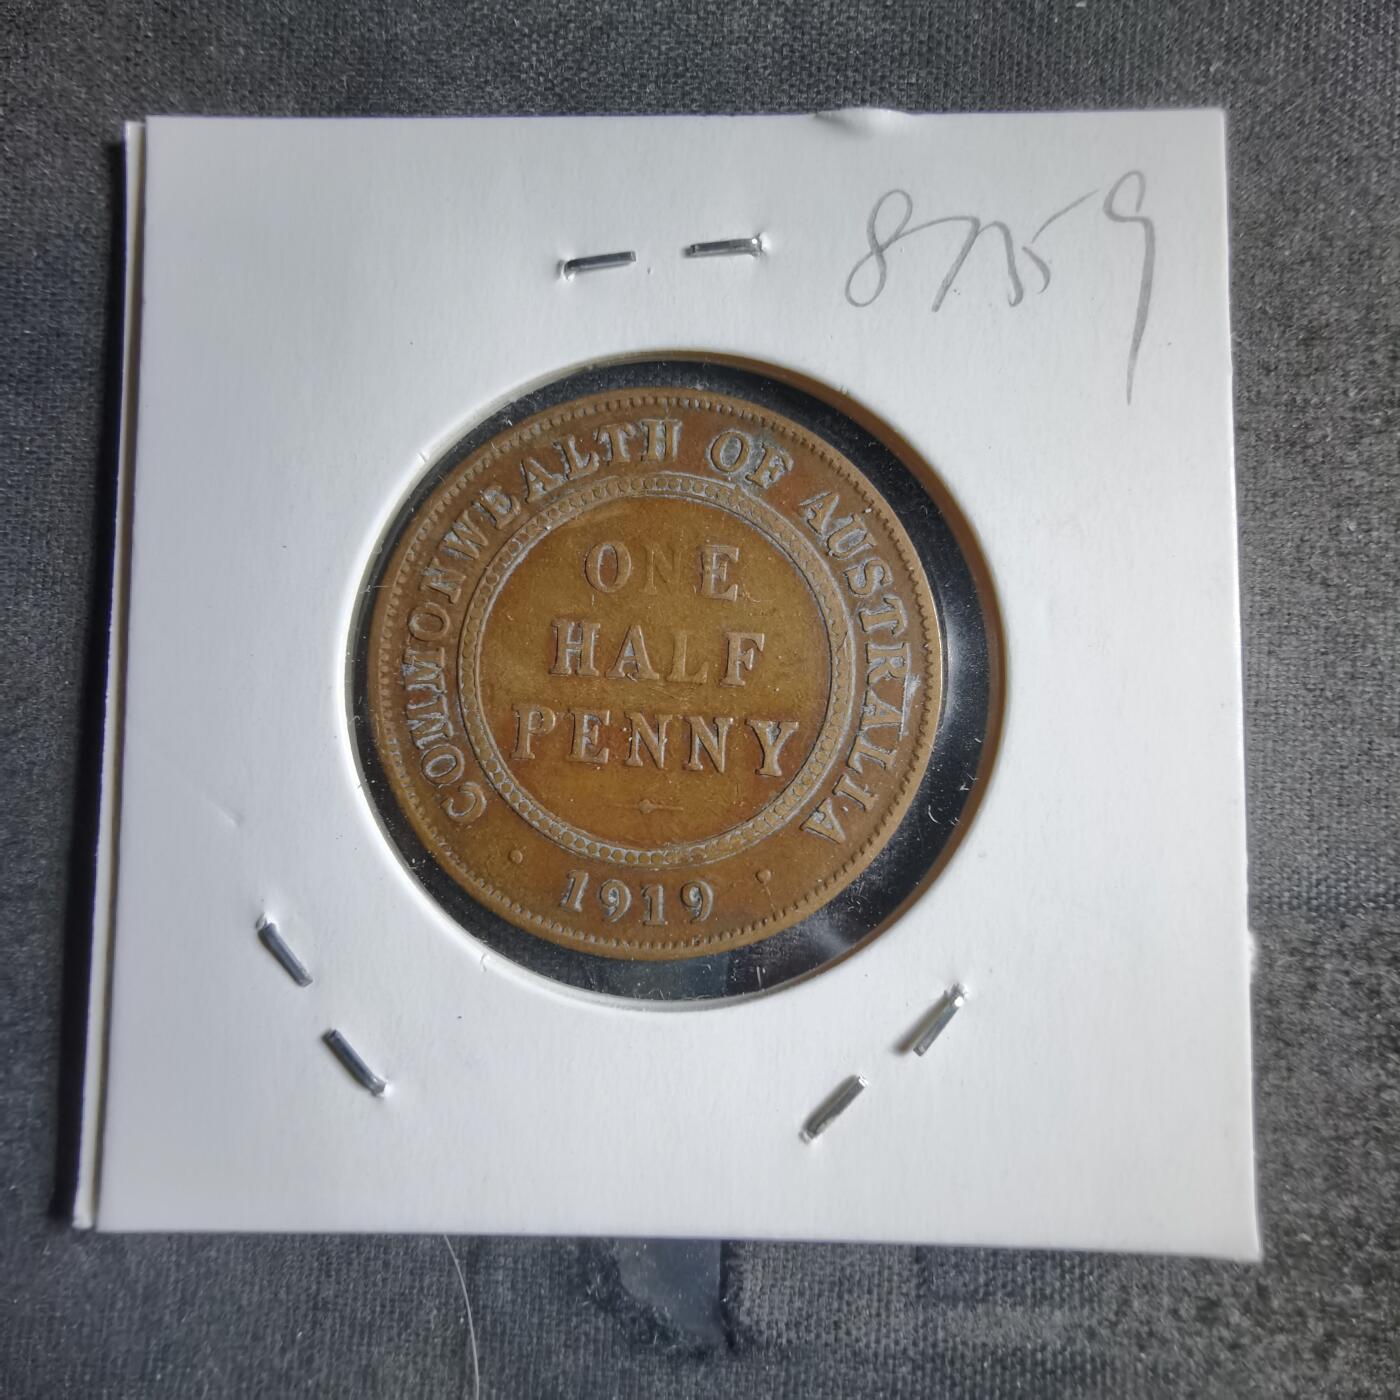 8759
COMMONWEALTH OF AUSTRALIA
ONE
HALF
PENNY
1919